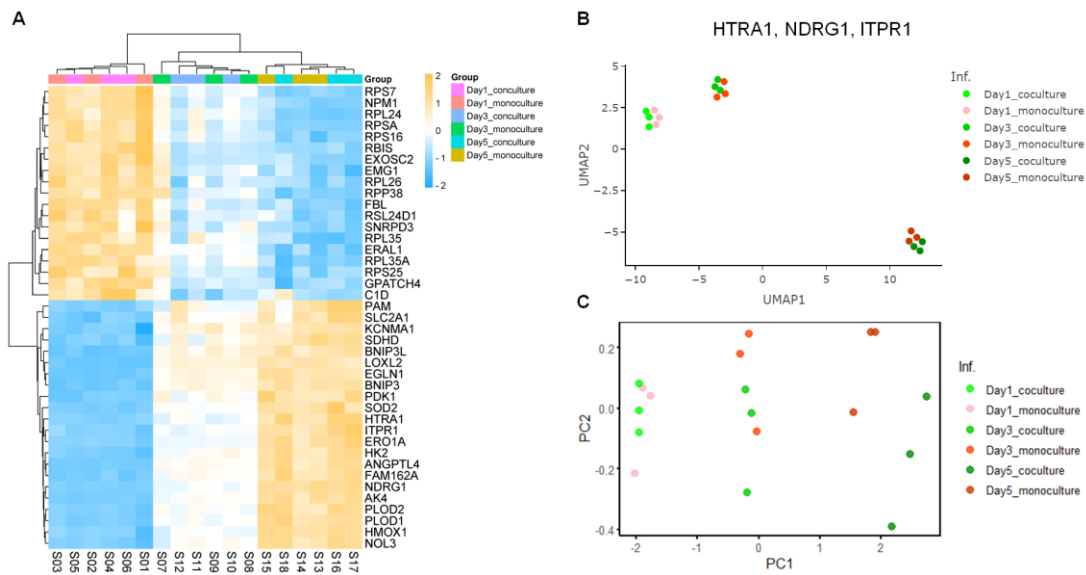 A
Group
RPS7
NPM1
RPL24
RPSA
RPS16
RBIS
EXOSC2
EMG1
RPL26
RPP38
FBL
RSL24D1
SNRPD3
RPL35
ERAL1
RPL35A
RPS25
GPATCH4
C1D
PAM
SLC2A1
KCNMA1
SDHD
BNIP3L
LOXL2
EGLN1
BNIP3
PDK1
SOD2
HTRA1
ITPR1
ERO1A
HK2
ANGPTL4
FAM162A
NDRG1
AK4
PLOD2
PLOD1
HMOX1
NOL3
S03
S05
S02
S04
S06
S01
S07
S12
S11
S09
S10
S08
S15
S18
S14
S13
S16
S17
2
1
0
-1
-2
Group
Day1_conculture
Day1_monoculture
Day3_conculture
Day3_monoculture
Day5_conculture
Day5_monoculture
B
HTRA1, NDRG1, ITPR1
5
2.5
0
−2.5
−5
UMAP2
−10
−5
0
5
10
UMAP1
Inf.
Day1_coculture
Day1_monoculture
Day3_coculture
Day3_monoculture
Day5_coculture
Day5_monoculture
C
0.2
0.0
-0.2
-0.4
PC2
-2
-1
0
1
2
PC1
Inf.
Day1_coculture
Day1_monoculture
Day3_coculture
Day3_monoculture
Day5_coculture
Day5_monoculture